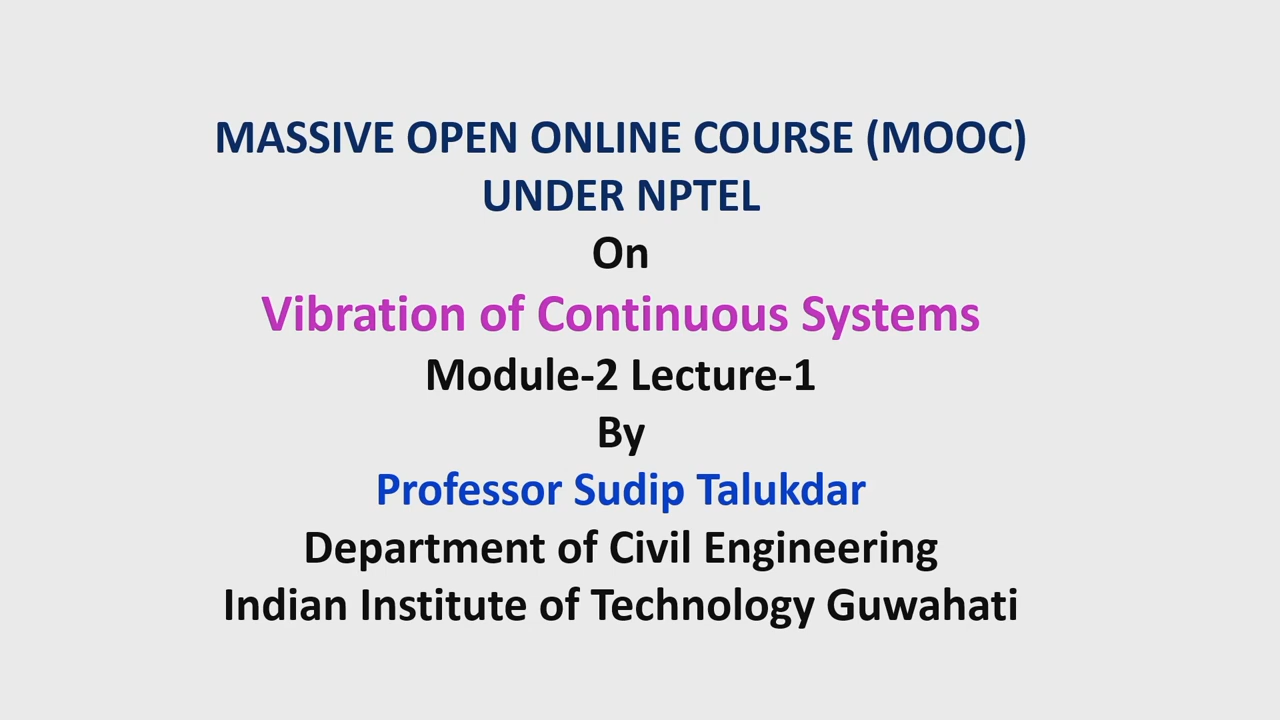 MASSIVE OPEN ONLINE COURSE (MOOC)
UNDER NPTEL
On
Vibration of Continuous Systems
Module-2 Lecture-1
By
Professor Sudip Talukdar
Department of Civil Engineering
Indian Institute of Technology Guwahati